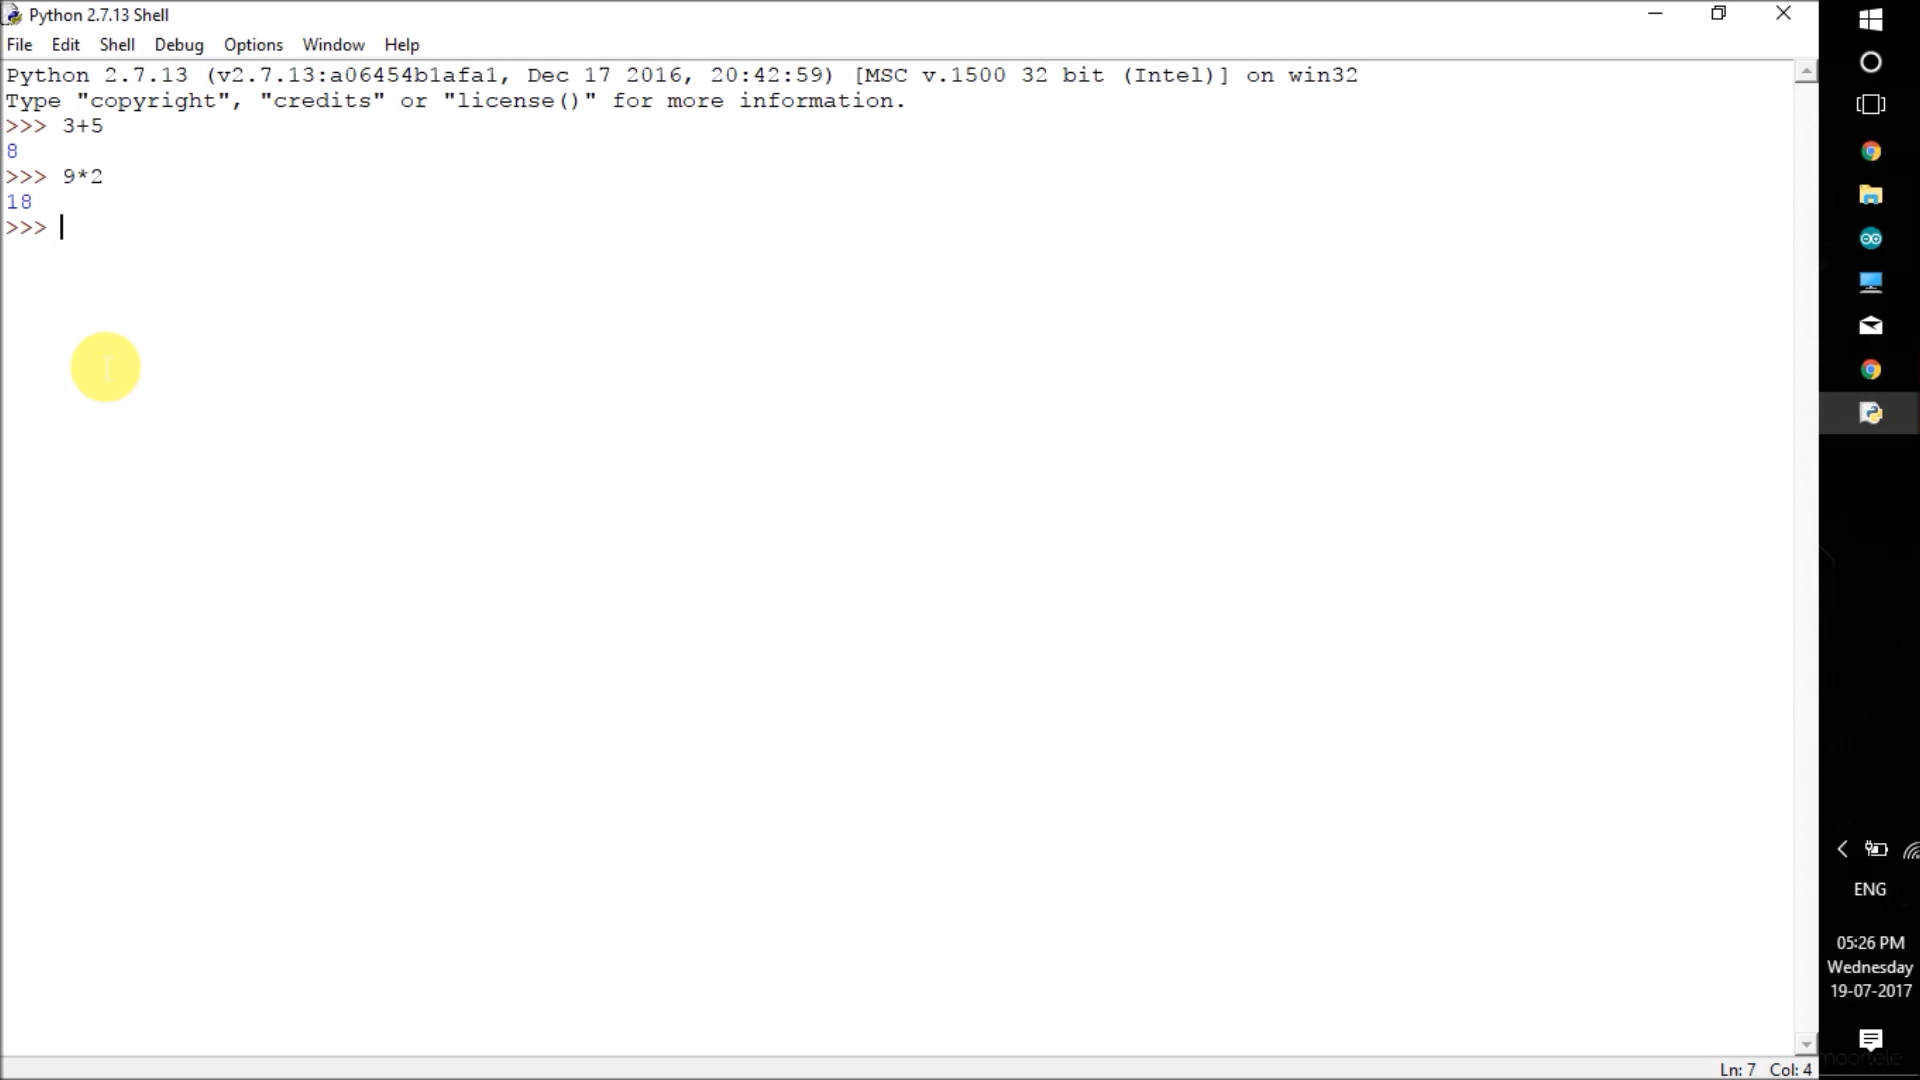 Python 2.7.13 Shell
File Edit Shell Debug Options Window Help
Python 2.7.13 (v2.7.13:a06454b1afa1, Dec 17 2016, 20:42:59) [MSC v.1500 32 bit (Intel)] on win32
Type "copyright", "credits" or "license()" for more information.
>>> 3+5
8
>>> 9*2
18
>>>
ENG
05:26 PM
Wednesday
19-07-2017
Ln: 7 Col: 4